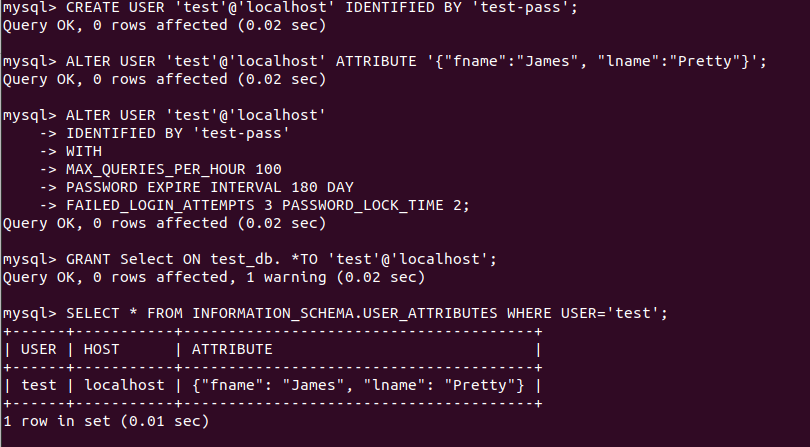 mysql> CREATE USER 'test'@'localhost' IDENTIFIED BY 'test-pass';
Query OK, 0 rows affected (0.02 sec)
mysql> ALTER USER 'test'@'localhost' ATTRIBUTE '{"fname":"James", "lname":"Pretty"}';
Query OK, 0 rows affected (0.02 sec)
mysql> ALTER USER 'test'@'localhost'
    -> IDENTIFIED BY 'test-pass'
    -> WITH
    -> MAX_QUERIES_PER_HOUR 100
    -> PASSWORD EXPIRE INTERVAL 180 DAY
    -> FAILED_LOGIN_ATTEMPTS 3 PASSWORD_LOCK_TIME 2;
Query OK, 0 rows affected (0.02 sec)
mysql> GRANT Select ON test_db. *TO 'test'@'localhost';
Query OK, 0 rows affected, 1 warning (0.02 sec)
mysql> SELECT * FROM INFORMATION_SCHEMA.USER_ATTRIBUTES WHERE USER='test';
+------+-----------+---------------------------------------+
| USER | HOST      | ATTRIBUTE                             |
+------+-----------+---------------------------------------+
| test | localhost | {"fname": "James", "lname": "Pretty"} |
+------+-----------+---------------------------------------+
1 row in set (0.01 sec)